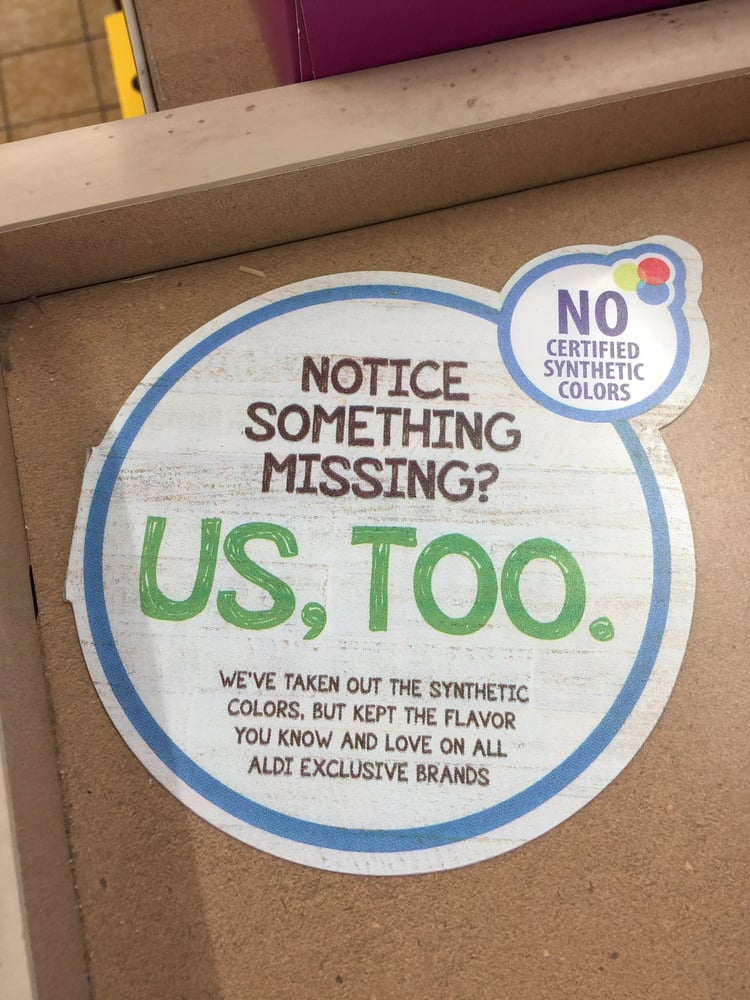 NO
CERTIFIED
SYNTHETIC
COLORS
NOTICE
SOMETHING
MISSING?
US, TOO.
WE'VE TAKEN OUT THE SYNTHETIC
COLORS, BUT KEPT THE FLAVOR
YOU KNOW AND LOVE ON ALL
ALDI EXCLUSIVE BRANDS